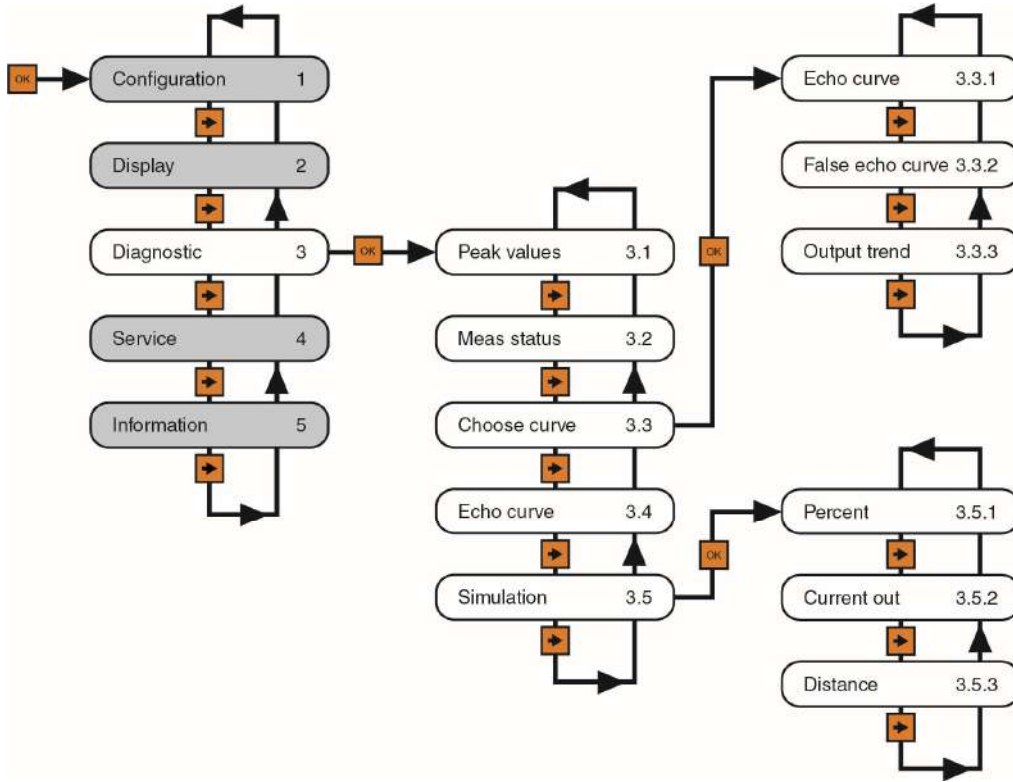 OK
Configuration 1
Display 2
Diagnostic 3
Service 4
Information 5
OK
Peak values 3.1
Meas status 3.2
Choose curve 3.3
Echo curve 3.4
Simulation 3.5
OK
Echo curve 3.3.1
False echo curve 3.3.2
Output trend 3.3.3
OK
Percent 3.5.1
Current out 3.5.2
Distance 3.5.3